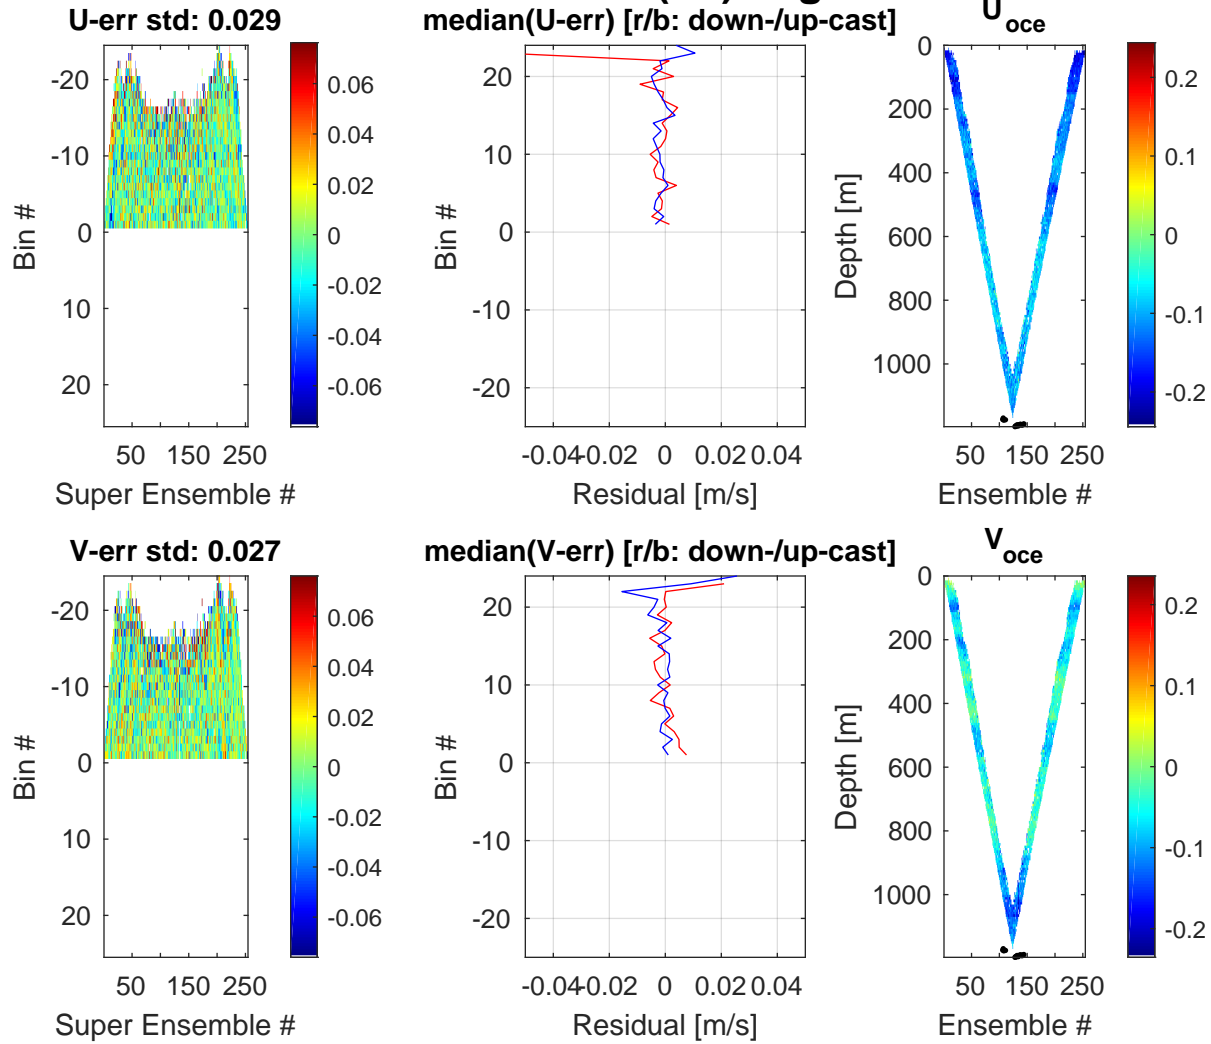 U-err std: 0.029
median(U-err) [r/b: down-/up-cast]
U oce
-20
-10
0
10
20
Bin #
50 150 250
Super Ensemble #
0.06
0.04
0.02
0
-0.02
-0.04
-0.06
20
10
0
-10
-20
Bin #
-0.04 -0.02 0 0.02 0.04
Residual [m/s]
0
200
400
600
800
1000
Depth [m]
50 150 250
Ensemble #
0.2
0.1
0
-0.1
-0.2
V-err std: 0.027
median(V-err) [r/b: down-/up-cast]
V oce
-20
-10
0
10
20
Bin #
50 150 250
Super Ensemble #
0.06
0.04
0.02
0
-0.02
-0.04
-0.06
20
10
0
-10
-20
Bin #
-0.04 -0.02 0 0.02 0.04
Residual [m/s]
0
200
400
600
800
1000
Depth [m]
50 150 250
Ensemble #
0.2
0.1
0
-0.1
-0.2